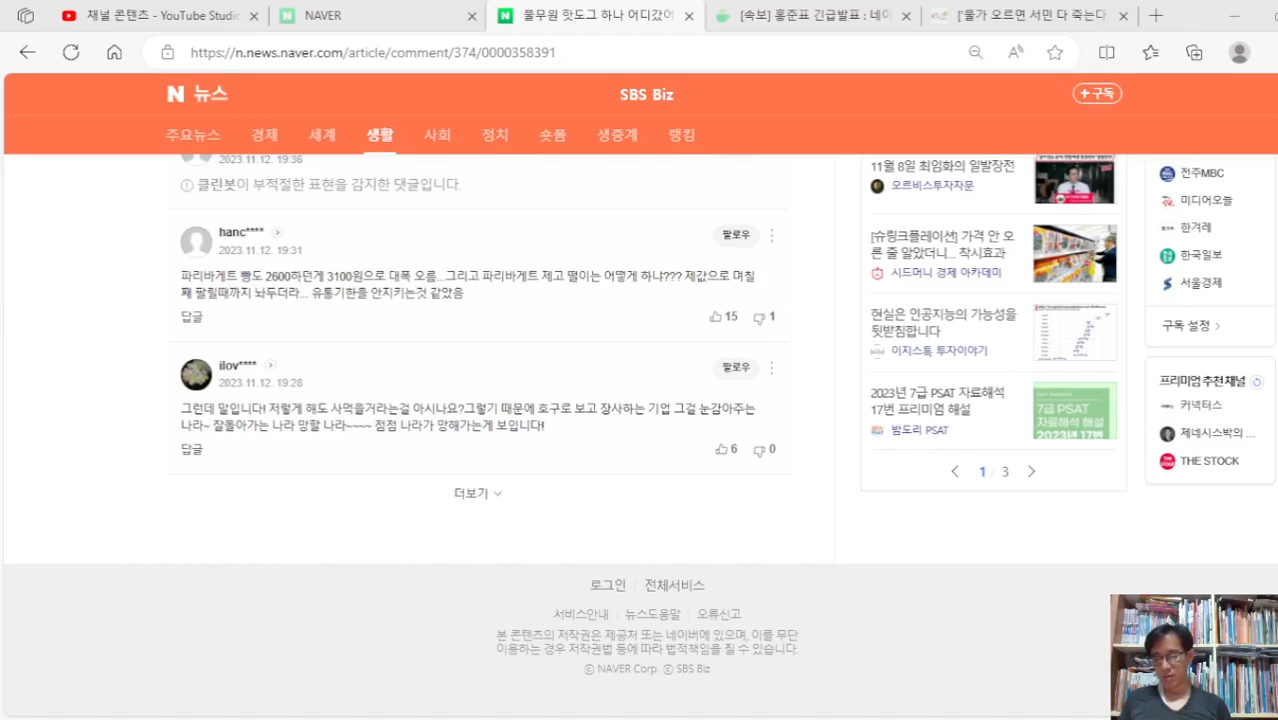 채널 콘텐츠 - YouTube Studio
NAVER
풀무원 핫도그 하나 어디갔어
[속보] 홍준표 긴급발표 : 네이
['물가 오르면 서민 다 죽는다'
https://n.news.naver.com/article/comment/374/0000358391
N 뉴스
SBS Biz
+ 구독
주요뉴스 경제 세계 생활 사회 정치 숏폼 생중계 랭킹
2023.11.12. 19:36
클린봇이 부적절한 표현을 감지한 댓글입니다.
hanc****
2023.11.12. 19:31
팔로우
파리바게트 빵도 2600하던게 3100원으로 대폭 오름...그리고 파리바게트 제고 떨이는 어떻게 하냐??? 제값으로 며칠
째 팔릴때까지 놔두더라... 유통기한을 안지키는것 같았음
답글
15 1
ilov****
2023.11.12. 19:28
팔로우
그런데 말입니다! 저렇게 해도 사먹을거라는걸 아시나요?그렇기 때문에 호구로 보고 장사하는 기업 그걸 눈감아주는
나라~ 잘돌아가는 나라 망할 나라~~~~ 점점 나라가 망해가는게 보입니다!
답글
6 0
더보기
11월 8일 최임화의 일발장전
오르비스투자자문
[슈링크플레이션] 가격 안 오
른 줄 알았더니... 착시효과
시드머니 경제 아카데미
현실은 인공지능의 가능성을
뒷받침합니다
이지스톡 투자이야기
2023년 7급 PSAT 자료해석
17번 프리미엄 해설
밤도리 PSAT
7급 PSAT
자료해석 해설
2023년 17번
1 / 3
전주MBC
미디어오늘
한겨레
한국일보
서울경제
구독 설정
프리미엄 추천 채널
커넥터스
제네시스박의 ...
THE STOCK
로그인 전체서비스
서비스안내 뉴스도움말 오류신고
본 콘텐츠의 저작권은 제공처 또는 네이버에 있으며, 이를 무단
이용하는 경우 저작권법 등에 따라 법적책임을 질 수 있습니다.
ⓒ NAVER Corp. ⓒ SBS Biz